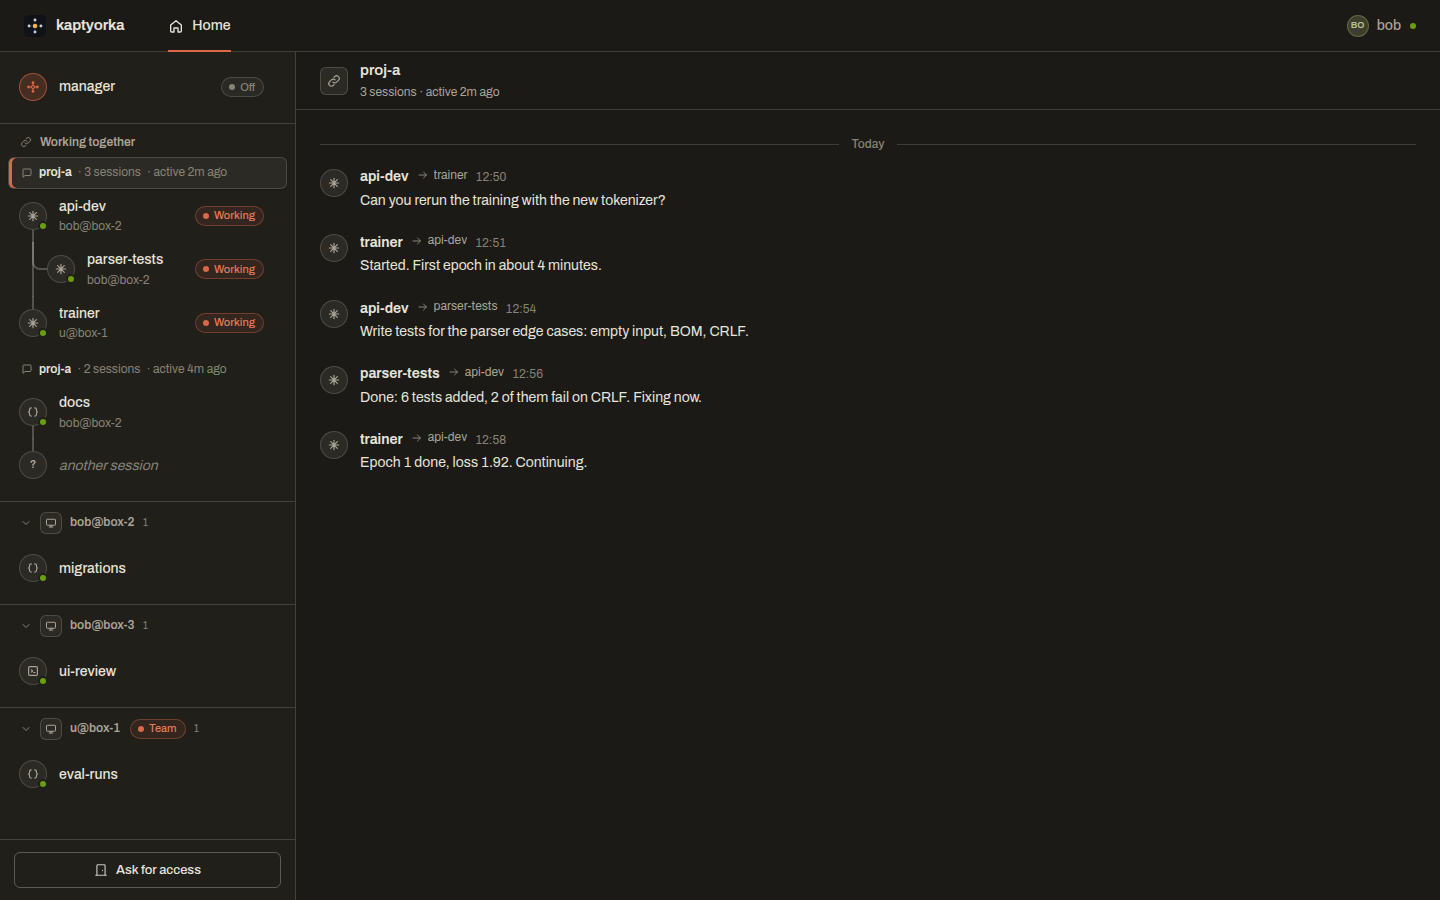 kaptyorka
Home
BO bob
manager
Off
Working together
proj-a · 3 sessions · active 2m ago
api-dev
bob@box-2
Working
parser-tests
bob@box-2
Working
trainer
u@box-1
Working
proj-a · 2 sessions · active 4m ago
docs
bob@box-2
? another session
bob@box-2 1
migrations
bob@box-3 1
ui-review
u@box-1 Team 1
eval-runs
Ask for access
proj-a
3 sessions · active 2m ago
Today
api-dev → trainer 12:50
Can you rerun the training with the new tokenizer?
trainer → api-dev 12:51
Started. First epoch in about 4 minutes.
api-dev → parser-tests 12:54
Write tests for the parser edge cases: empty input, BOM, CRLF.
parser-tests → api-dev 12:56
Done: 6 tests added, 2 of them fail on CRLF. Fixing now.
trainer → api-dev 12:58
Epoch 1 done, loss 1.92. Continuing.